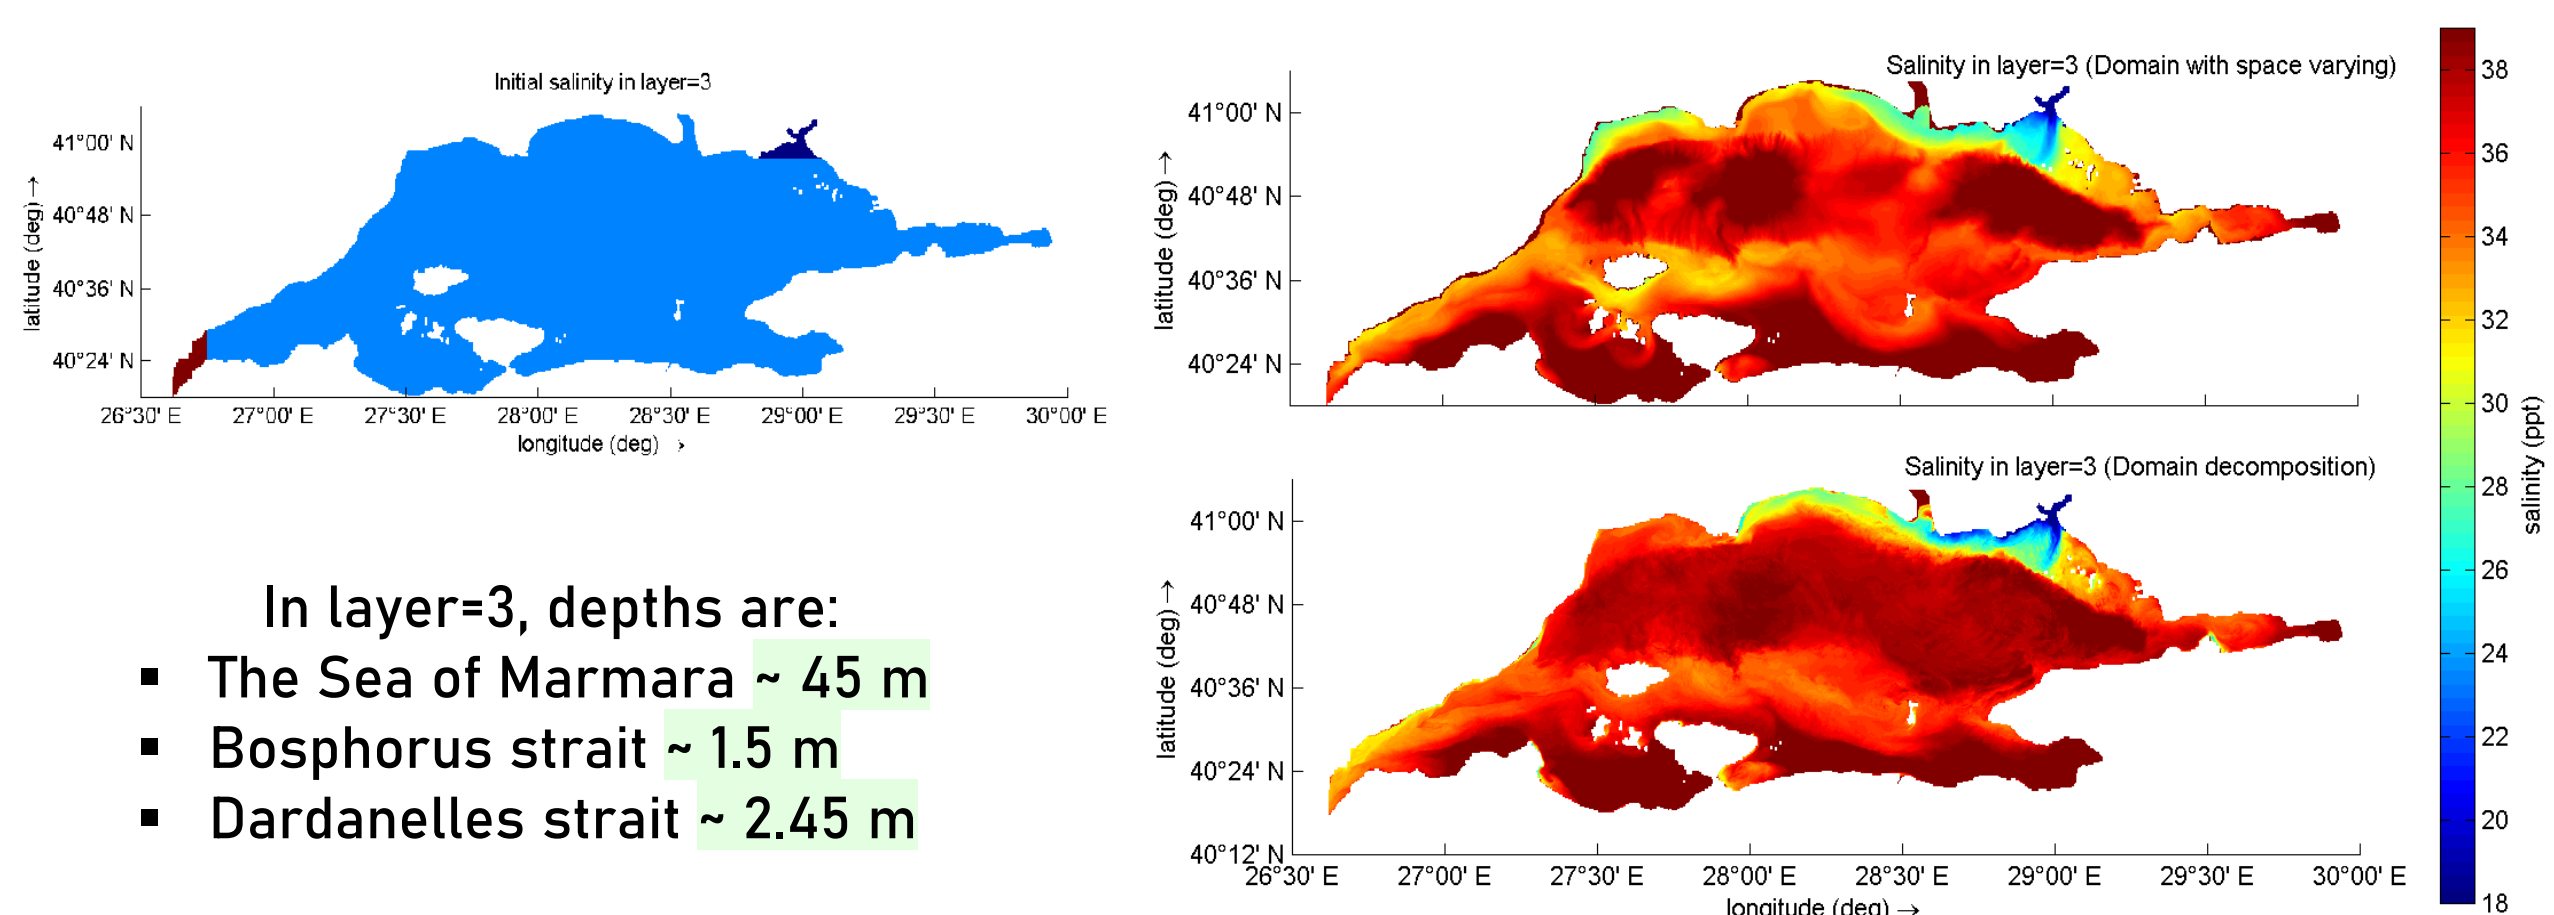 Initial salinity in layer=3
latitude (deg) →
41°00' N
40°48' N
40°36' N
40°24' N
26°30' E
27°00' E
27°30' E
28°00' E
28°30' E
29°00' E
29°30' E
30°00' E
longitude (deg) →
In layer=3, depths are:
▪ The Sea of Marmara ~ 45 m
▪ Bosphorus strait ~ 1.5 m
▪ Dardanelles strait ~ 2.45 m
Salinity in layer=3 (Domain with space varying)
latitude (deg) →
41°00' N
40°48' N
40°36' N
40°24' N
Salinity in layer=3 (Domain decomposition)
latitude (deg) →
41°00' N
40°48' N
40°36' N
40°24' N
40°12' N
26°30' E
27°00' E
27°30' E
28°00' E
28°30' E
29°00' E
29°30' E
30°00' E
longitude (deg) →
38
36
34
32
30
28
26
24
22
20
18
salinity (ppt)